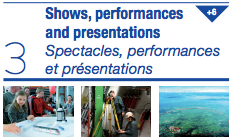 Shows, performances +6
and presentations
3 Spectacles, performances
et présentations